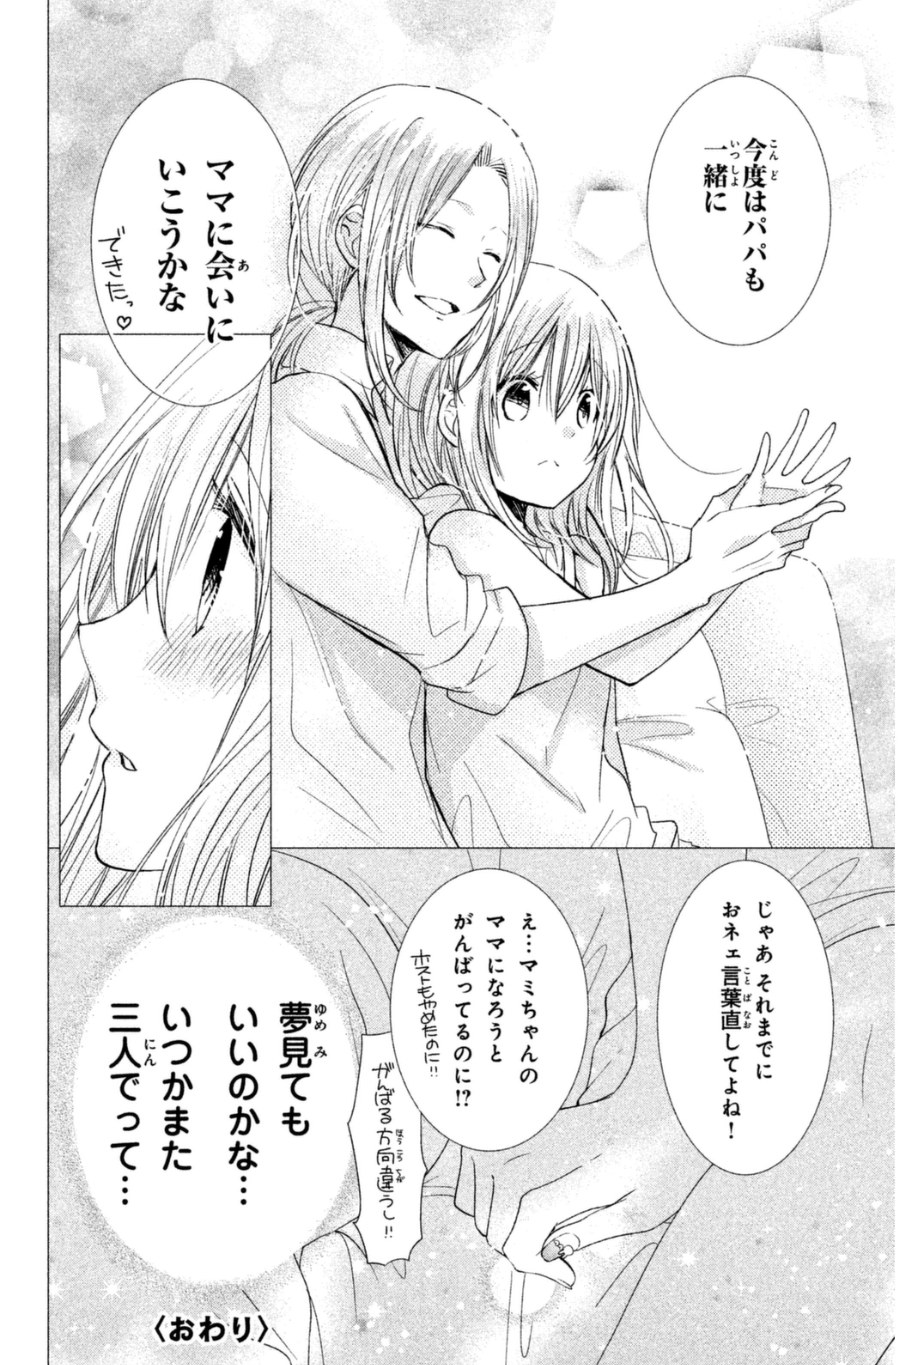 今度はパパも
一緒に
ママに会いに
いこうかな
できたっ♡
じゃあ それまでに
おネェ言葉直してよね！
え…マミちゃんの
ママになろうと
がんばってるのに!?
ホストもやめたのに!!
がんばる方向違うし!!
夢見ても
いいのかな…
いつかまた
三人でって…
〈おわり〉